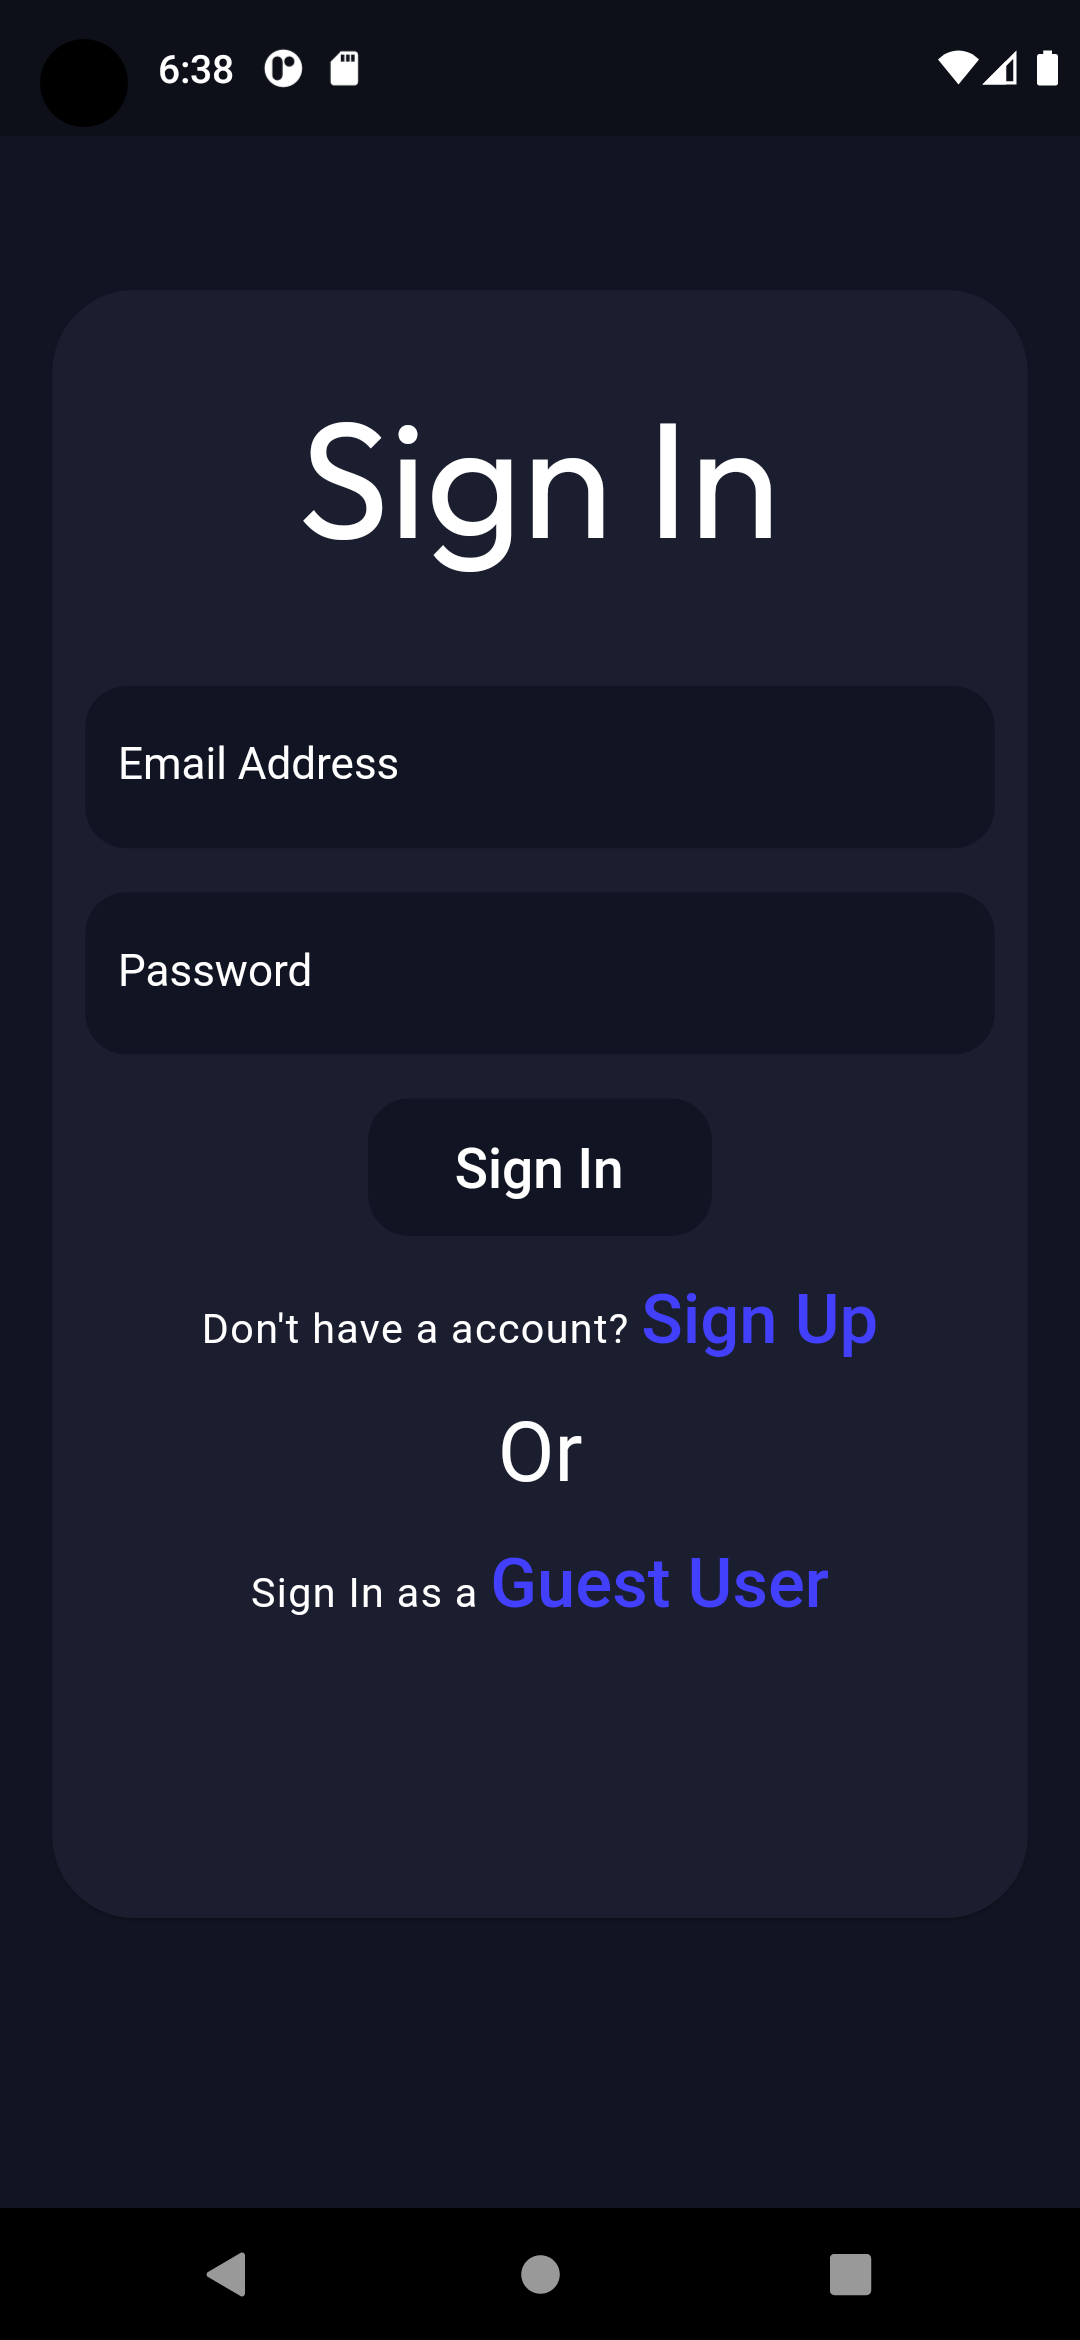 6:38
Sign In
Email Address
Password
Sign In
Don't have a account? Sign Up
Or
Sign In as a Guest User